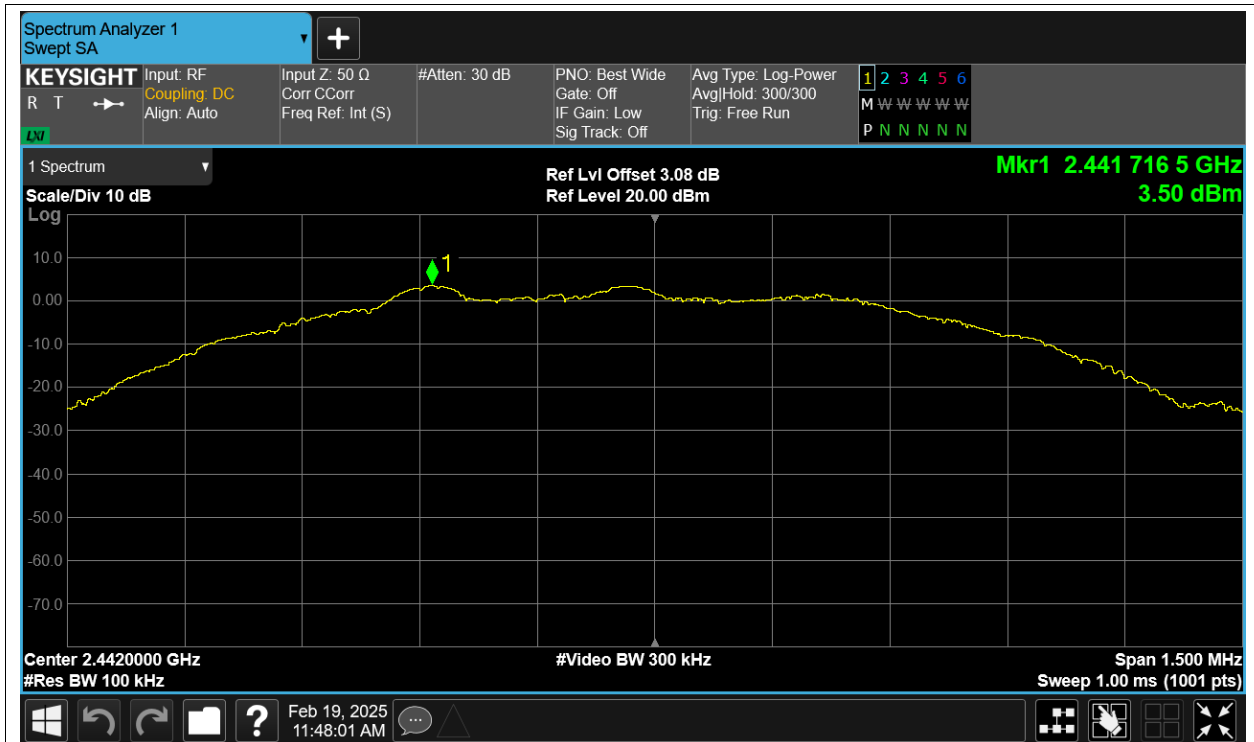 Spectrum Analyzer 1
Swept SA
+
KEYSIGHT
R T
LXI
Input: RF
Coupling: DC
Align: Auto
Input Z: 50 Ω
Corr CCorr
Freq Ref: Int (S)
#Atten: 30 dB
PNO: Best Wide
Gate: Off
IF Gain: Low
Sig Track: Off
Avg Type: Log-Power
Avg|Hold: 300/300
Trig: Free Run
1 2 3 4 5 6
M W W W W W
P N N N N N
1 Spectrum
Scale/Div 10 dB
Log
Ref Lvl Offset 3.08 dB
Ref Level 20.00 dBm
Mkr1 2.441 716 5 GHz
3.50 dBm
1
10.0
0.00
-10.0
-20.0
-30.0
-40.0
-50.0
-60.0
-70.0
Center 2.4420000 GHz
#Res BW 100 kHz
#Video BW 300 kHz
Span 1.500 MHz
Sweep 1.00 ms (1001 pts)
?
Feb 19, 2025
11:48:01 AM